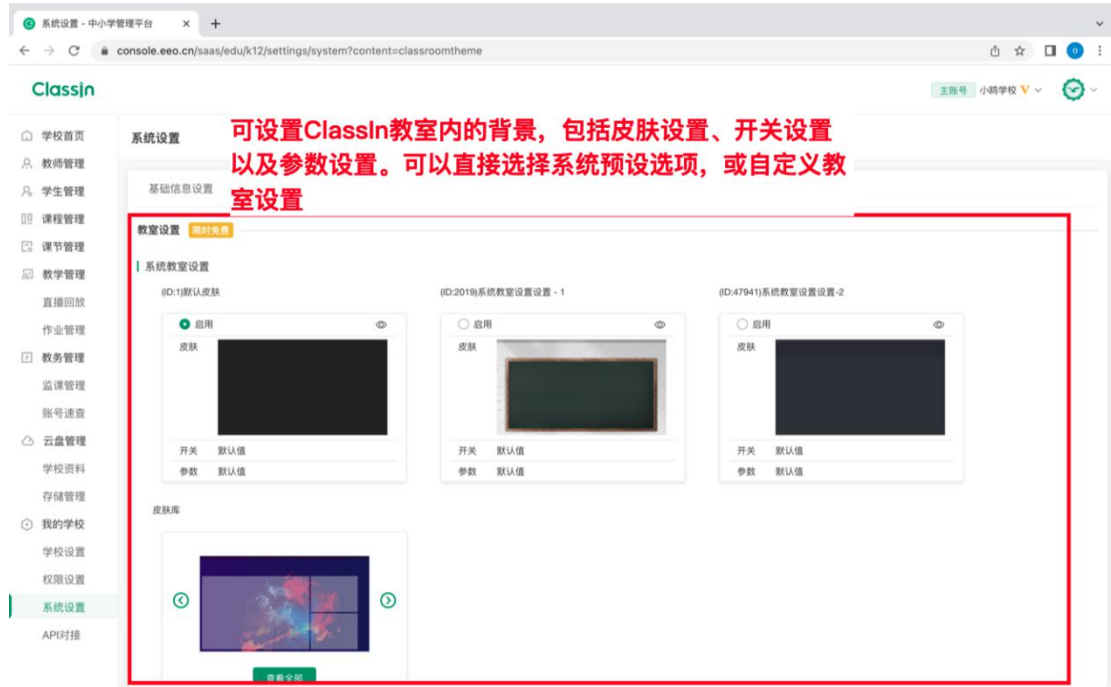 系统设置 - 中小学管理平台
console.eeo.cn/saas/edu/k12/settings/system?content=classroomtheme
ClassIn
主账号 小鸥学校 V
学校首页
教师管理
学生管理
课程管理
课节管理
教学管理
直播回放
作业管理
教务管理
监课管理
账号速查
云盘管理
学校资料
存储管理
我的学校
学校设置
权限设置
系统设置
API对接
系统设置
可设置ClassIn教室内的背景，包括皮肤设置、开关设置
以及参数设置。可以直接选择系统预设选项，或自定义教
室设置
基础信息设置
教室设置 限时免费
系统教室设置
(ID:1)默认皮肤
启用
皮肤
开关 默认值
参数 默认值
(ID:2019)系统教室设置设置 - 1
启用
皮肤
开关 默认值
参数 默认值
(ID:47941)系统教室设置设置-2
启用
皮肤
开关 默认值
参数 默认值
皮肤库
查看全部